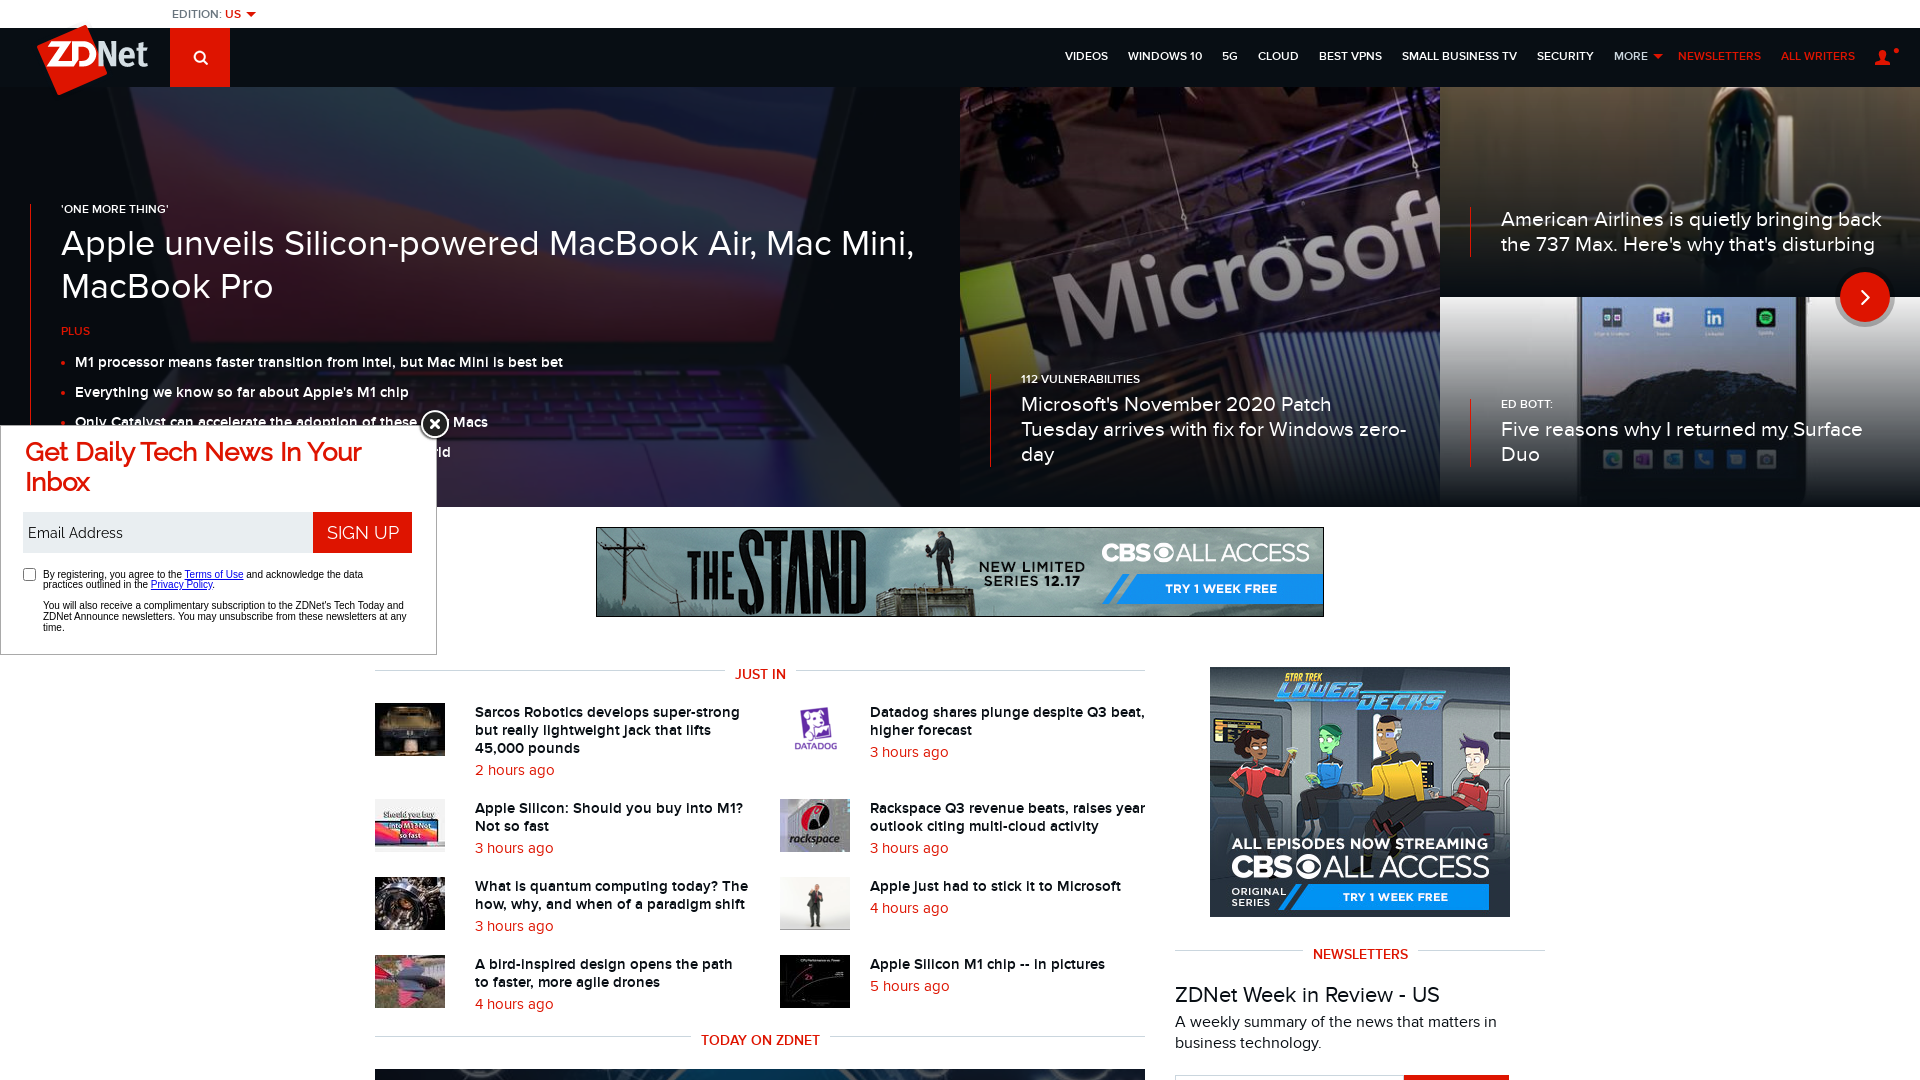 EDITION: US
ZDNet
VIDEOS
WINDOWS 10
5G
CLOUD
BEST VPNS
SMALL BUSINESS TV
SECURITY
MORE
NEWSLETTERS
ALL WRITERS
'ONE MORE THING'
Apple unveils Silicon-powered MacBook Air, Mac Mini,
MacBook Pro
PLUS
M1 processor means faster transition from Intel, but Mac Mini is best bet
Everything we know so far about Apple's M1 chip
Only Catalyst can accelerate the adoption of these
Macs
Microsoft
112 VULNERABILITIES
Microsoft's November 2020 Patch
Tuesday arrives with fix for Windows zero-
day
American Airlines is quietly bringing back
the 737 Max. Here's why that's disturbing
ED BOTT:
Five reasons why I returned my Surface
Duo
Get Daily Tech News In Your
Inbox
Email Address
SIGN UP
By registering, you agree to the Terms of Use and acknowledge the data
practices outlined in the Privacy Policy.
You will also receive a complimentary subscription to the ZDNet's Tech Today and
ZDNet Announce newsletters. You may unsubscribe from these newsletters at any
time.
THE STAND
NEW LIMITED
SERIES 12.17
CBS ALL ACCESS
TRY 1 WEEK FREE
JUST IN
Sarcos Robotics develops super-strong
but really lightweight jack that lifts
45,000 pounds
2 hours ago
DATADOG
Datadog shares plunge despite Q3 beat,
higher forecast
3 hours ago
Should you buy
into M1? Not
so fast
Apple Silicon: Should you buy into M1?
Not so fast
3 hours ago
rackspace
Rackspace Q3 revenue beats, raises year
outlook citing multi-cloud activity
3 hours ago
What is quantum computing today? The
how, why, and when of a paradigm shift
3 hours ago
Apple just had to stick it to Microsoft
4 hours ago
A bird-inspired design opens the path
to faster, more agile drones
4 hours ago
2x
Apple Silicon M1 chip -- in pictures
5 hours ago
TODAY ON ZDNET
STAR TREK
LOWER DECKS
ALL EPISODES NOW STREAMING
CBS ALL ACCESS
ORIGINAL
SERIES
TRY 1 WEEK FREE
NEWSLETTERS
ZDNet Week in Review - US
A weekly summary of the news that matters in
business technology.